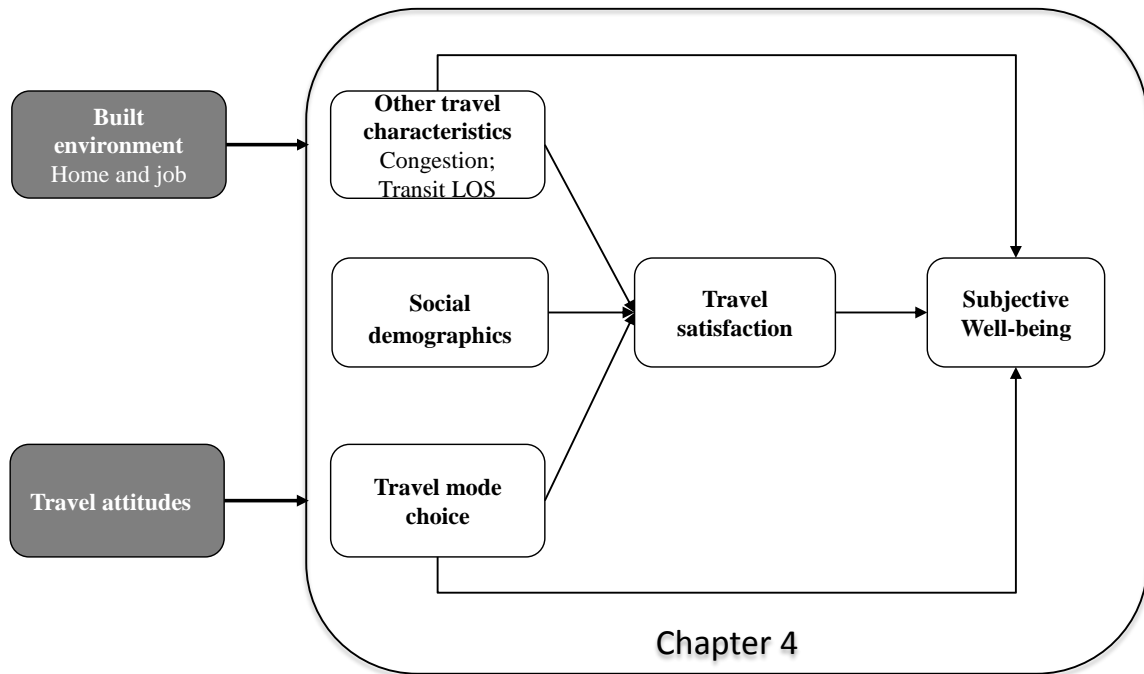 Built
environment
Home and job
Other travel
characteristics
Congestion;
Transit LOS
Social
demographics
Travel
satisfaction
Subjective
Well-being
Travel attitudes
Travel mode
choice
Chapter 4